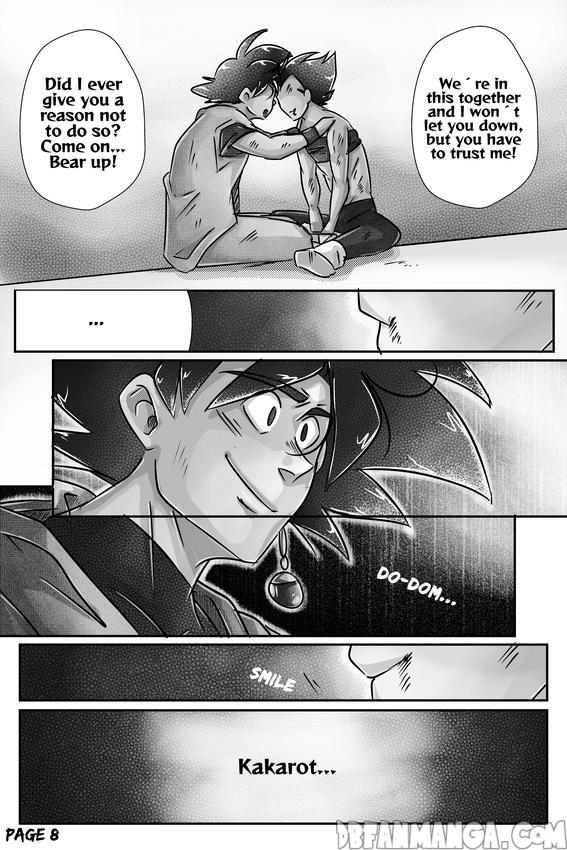 Did I ever
give you a
reason not
to do so?
Come on...
Bear up!
We´re in
this together
and I won´t
let you down,
but you have
to trust me!
...
DO-DOM...
SMILE
Kakarot...
PAGE 8
DBFANMANGA.COM